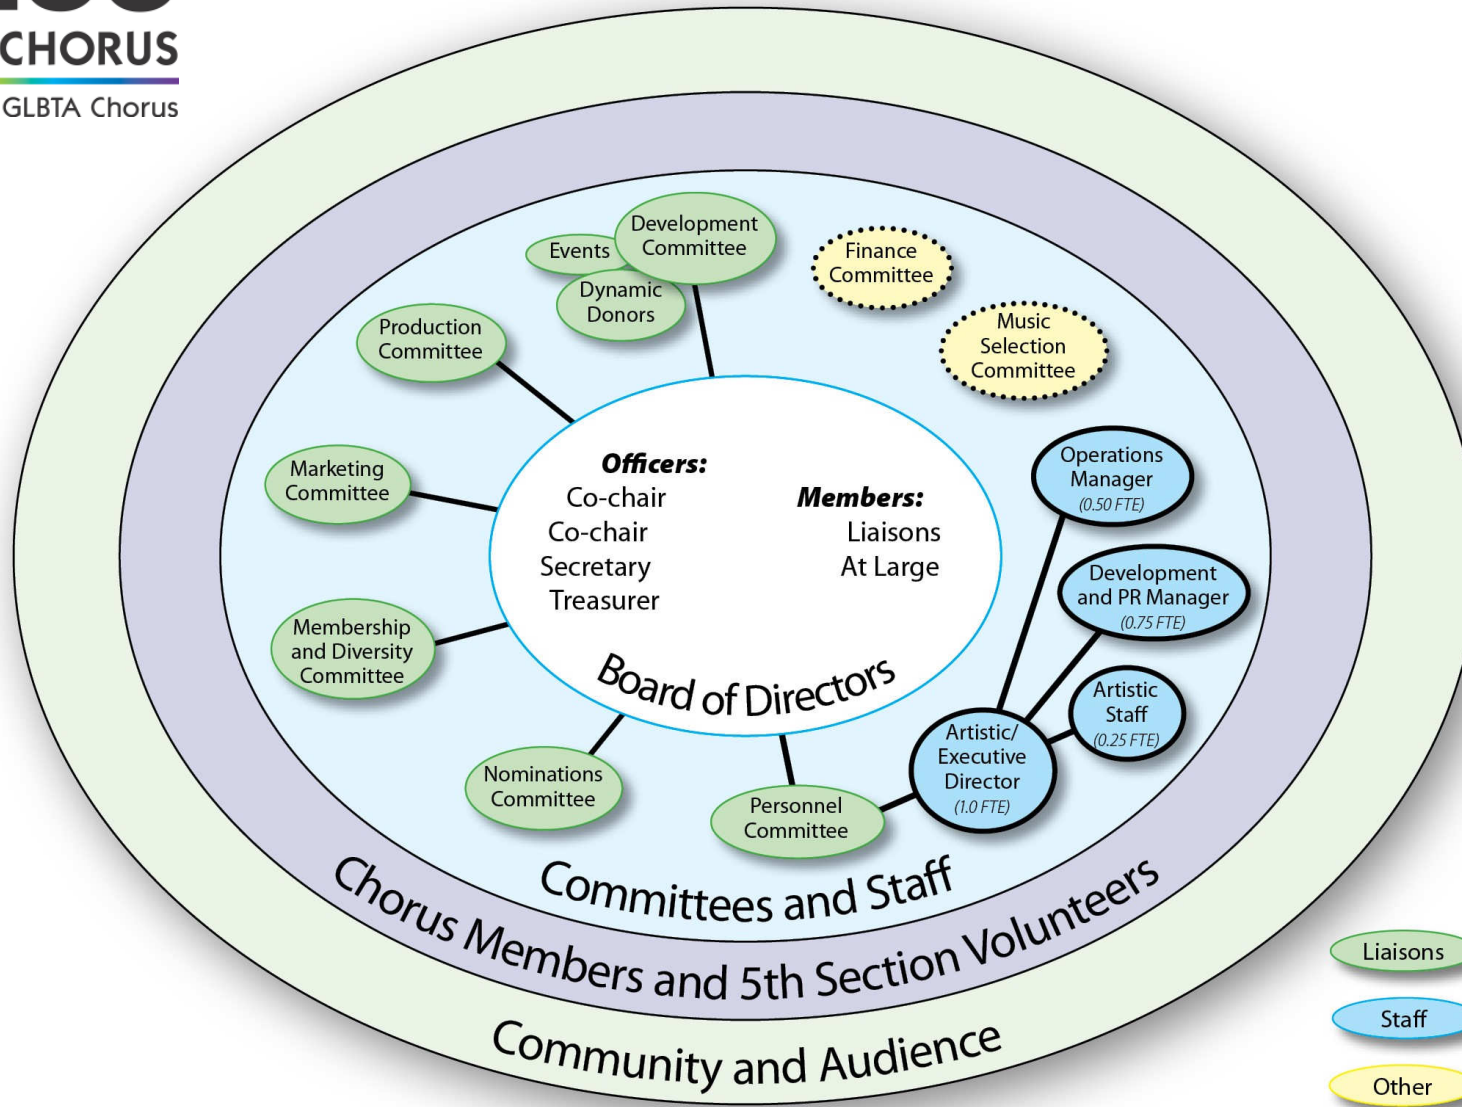 CHORUS
GLBTA Chorus
Development
Committee
Events
Dynamic
Donors
Finance
Committee
Music
Selection
Committee
Production
Committee
Marketing
Committee
Membership
and Diversity
Committee
Nominations
Committee
Personnel
Committee
Operations
Manager
(0.50 FTE)
Development
and PR Manager
(0.75 FTE)
Artistic
Staff
(0.25 FTE)
Artistic/
Executive
Director
(1.0 FTE)
Officers:
Co-chair
Co-chair
Secretary
Treasurer
Members:
Liaisons
At Large
Board of Directors
Committees and Staff
Chorus Members and 5th Section Volunteers
Community and Audience
Liaisons
Staff
Other